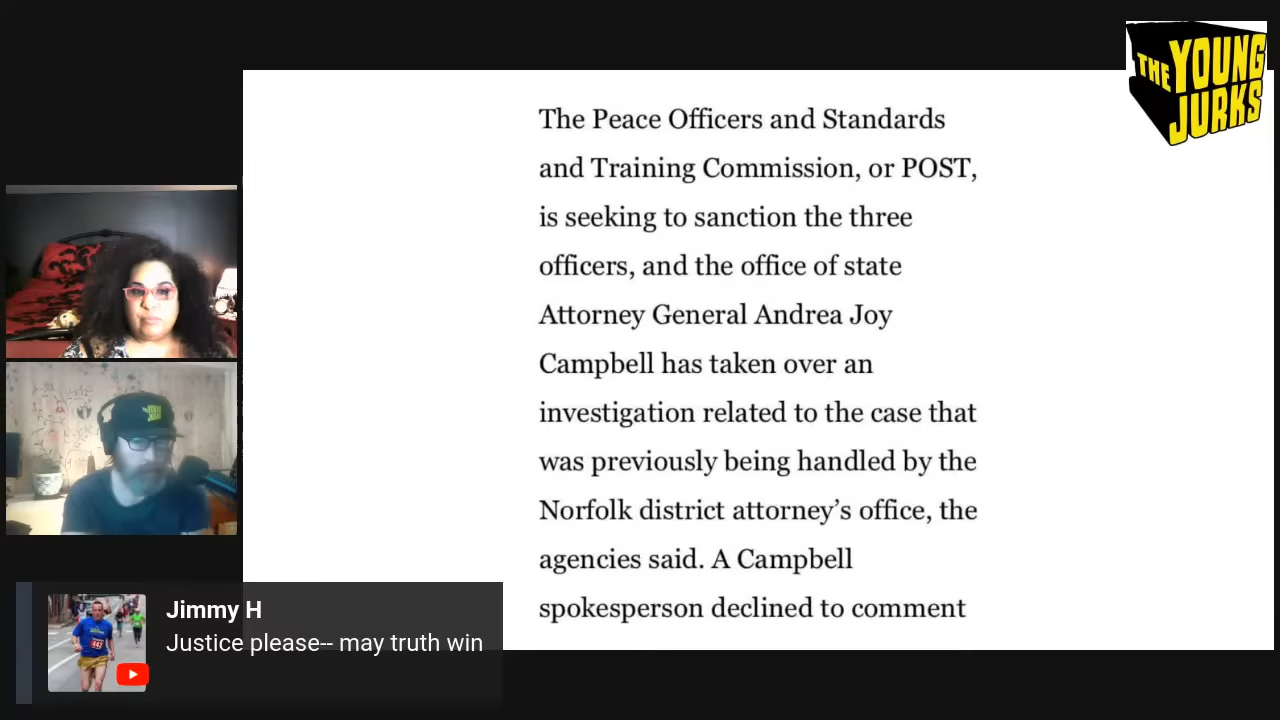 THE YOUNG JURKS
The Peace Officers and Standards
and Training Commission, or POST,
is seeking to sanction the three
officers, and the office of state
Attorney General Andrea Joy
Campbell has taken over an
investigation related to the case that
was previously being handled by the
Norfolk district attorney’s office, the
agencies said. A Campbell
spokesperson declined to comment
Jimmy H
Justice please-- may truth win